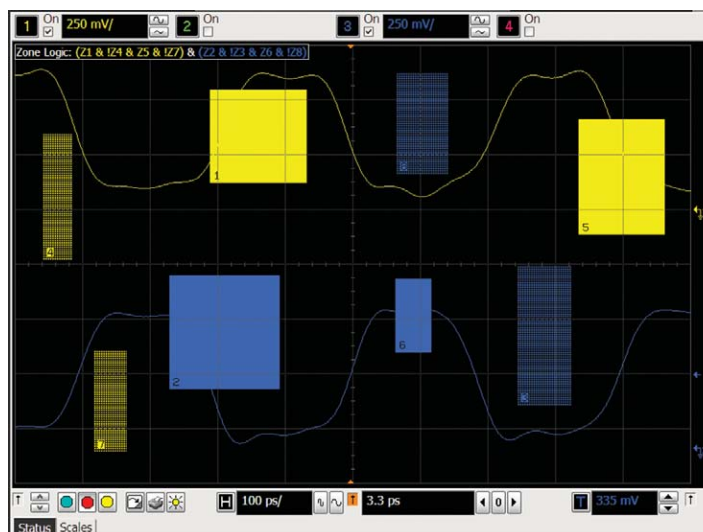 On On On On
1 250 mV/ 2 3 250 mV/ 4
Zone Logic: (Z1 & !Z4 & Z5 & !Z7) & (Z2 & !Z3 & Z6 & !Z8)
1
4
5
2
6
7
H 100 ps/ T 3.3 ps 0 T 335 mV
Status Scales